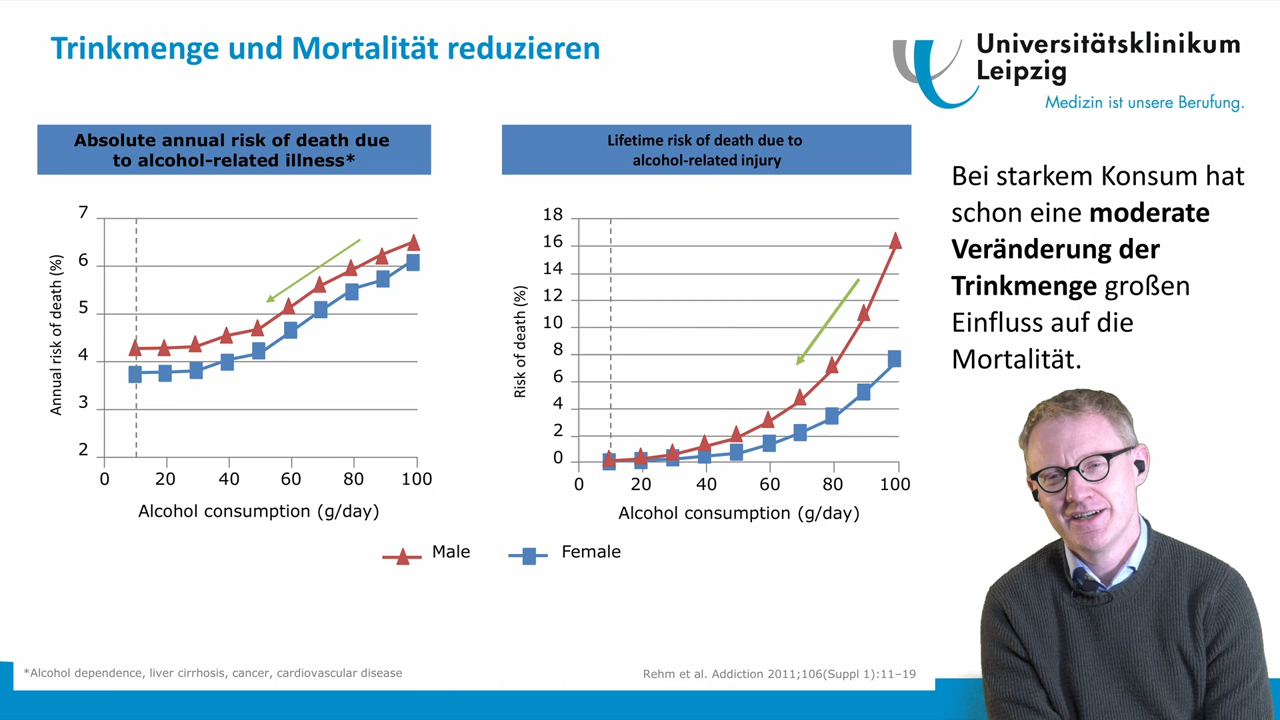 Trinkmenge und Mortalität reduzieren
Universitätsklinikum
Leipzig
Medizin ist unsere Berufung.
Absolute annual risk of death due
to alcohol-related illness*
Annual risk of death (%)
7
6
5
4
3
2
0
20
40
60
80
100
Alcohol consumption (g/day)
Lifetime risk of death due to
alcohol-related injury
Risk of death (%)
18
16
14
12
10
8
6
4
2
0
0
20
40
60
80
100
Alcohol consumption (g/day)
Male
Female
Bei starkem Konsum hat
schon eine moderate
Veränderung der
Trinkmenge großen
Einfluss auf die
Mortalität.
*Alcohol dependence, liver cirrhosis, cancer, cardiovascular disease
Rehm et al. Addiction 2011;106(Suppl 1):11–19